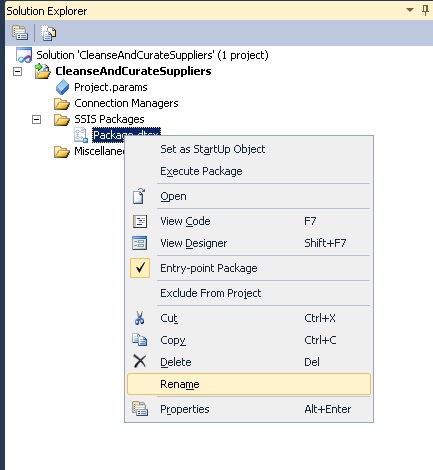 Solution Explorer
Solution 'CleanseAndCurateSuppliers' (1 project)
CleanseAndCurateSuppliers
Project.params
Connection Managers
SSIS Packages
Package.dtsx
Set as StartUp Object
Execute Package
Open
View Code F7
View Designer Shift+F7
Entry-point Package
Exclude From Project
Cut Ctrl+X
Copy Ctrl+C
Delete Del
Rename
Properties Alt+Enter